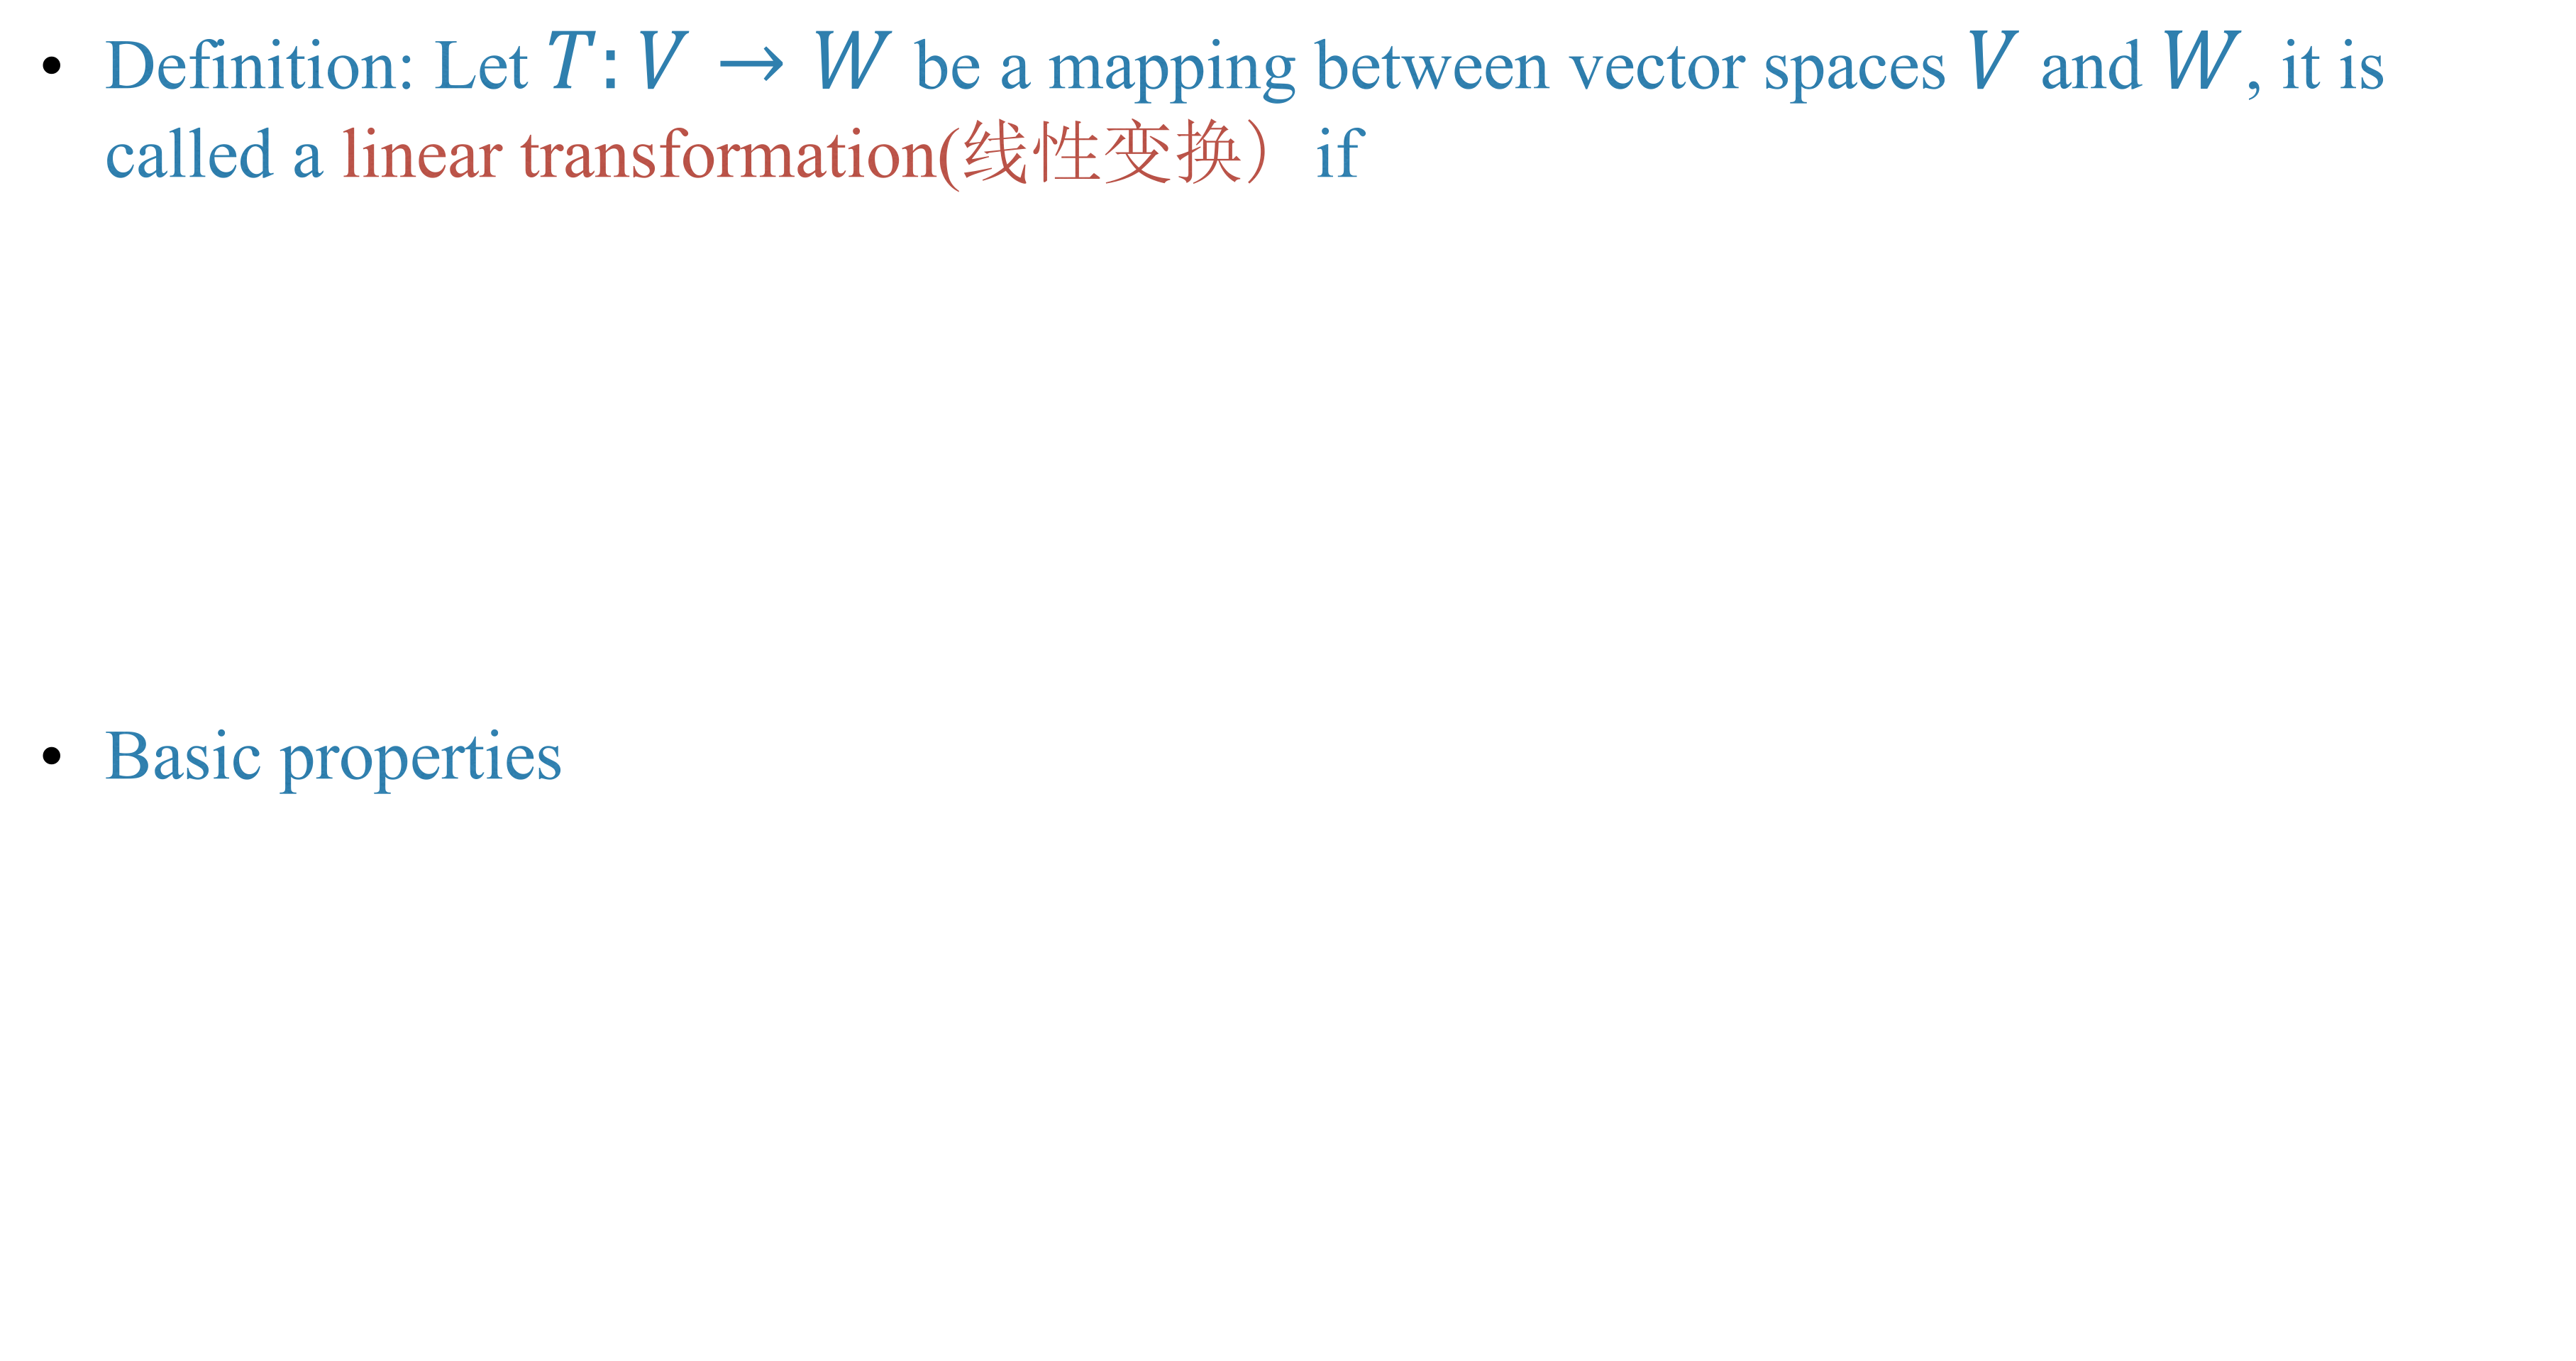 • Definition: Let T: V → W be a mapping between vector spaces V and W, it is
called a linear transformation(线性变换） if
• Basic properties